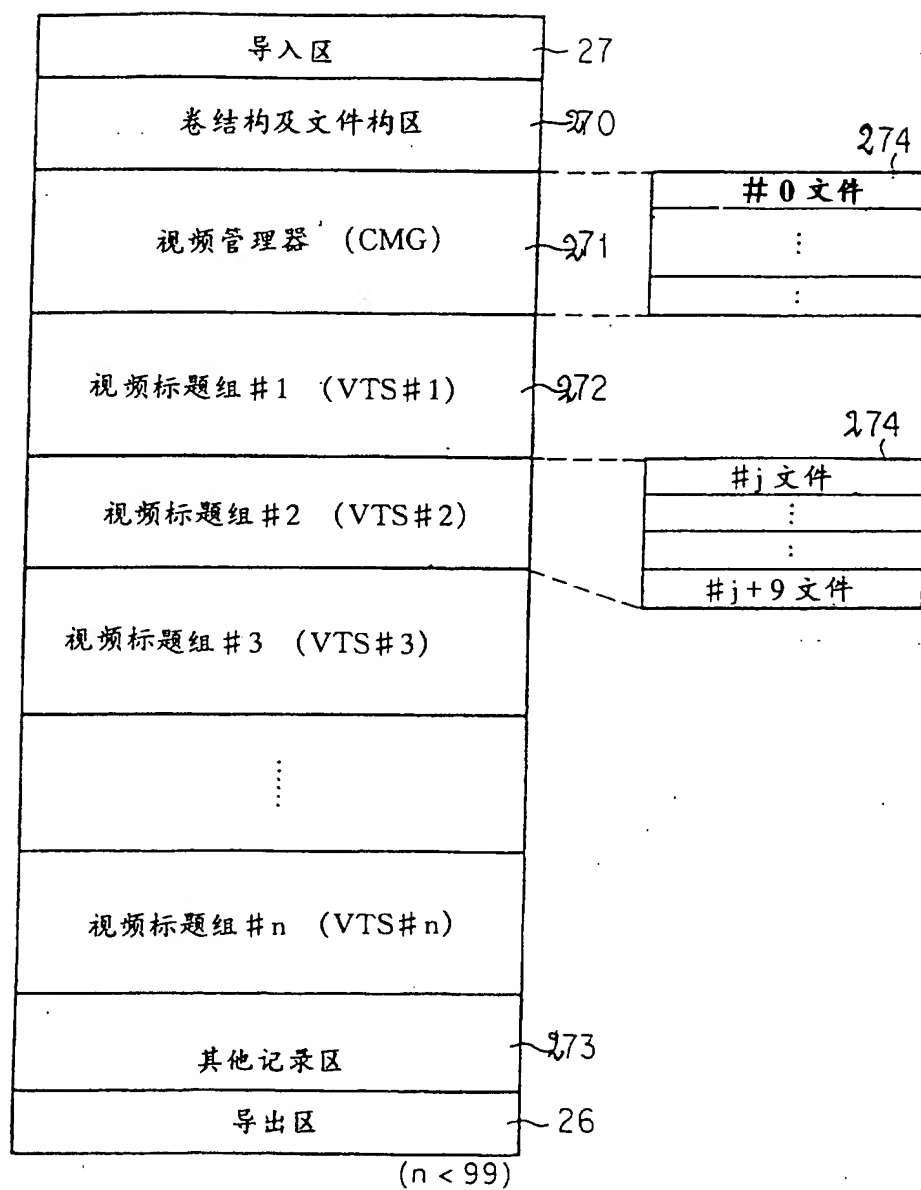 导入区 27
卷结构及文件构区 270
274
#0文件
⋮
:
视频管理器 (CMG) 271
视频标题组#1 (VTS#1) 272
274
#j文件
⋮
:
#j+9文件
视频标题组#2 (VTS#2)
视频标题组#3 (VTS#3)
⋮
视频标题组#n (VTS#n)
其他记录区 273
导出区 26
(n < 99)